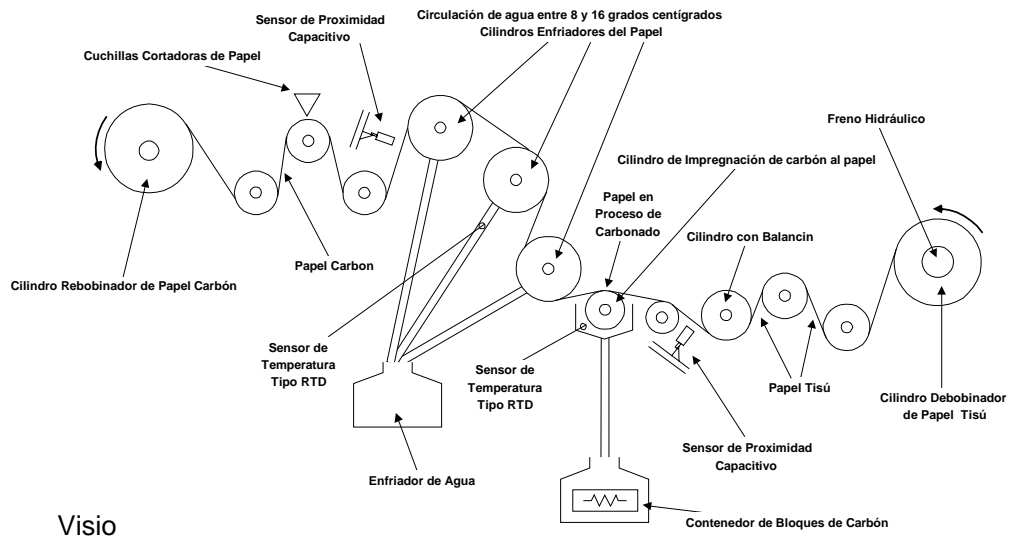 Circulación de agua entre 8 y 16 grados centígrados
Cilindros Enfriadores del Papel
Sensor de Proximidad
Capacitivo
Cuchillas Cortadoras de Papel
Freno Hidráulico
Cilindro de Impregnación de carbón al papel
Papel en
Proceso de
Carbonado
Cilindro con Balancin
Papel Carbon
Cilindro Rebobinador de Papel Carbón
Sensor de
Temperatura
Tipo RTD
Sensor de
Temperatura
Tipo RTD
Papel Tisú
Cilindro Debobinador
de Papel Tisú
Sensor de Proximidad
Capacitivo
Enfriador de Agua
Contenedor de Bloques de Carbón
Visio